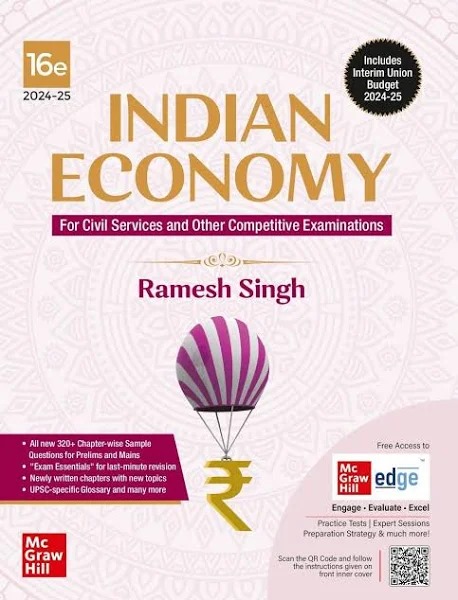 16e
2024-25
Includes
Interim Union
Budget
2024-25
INDIAN
ECONOMY
For Civil Services and Other Competitive Examinations
Ramesh Singh
• All new 320+ Chapter-wise Sample
Questions for Prelims and Mains
• "Exam Essentials" for last-minute revision
• Newly written chapters with new topics
• UPSC-specific Glossary and many more
₹
Free Access to
Mc
Graw
Hill
edge™
Engage • Evaluate • Excel
Practice Tests | Expert Sessions
Preparation Strategy & much more!
Scan the QR Code and follow
the instructions given on
front inner cover
Mc
Graw
Hill